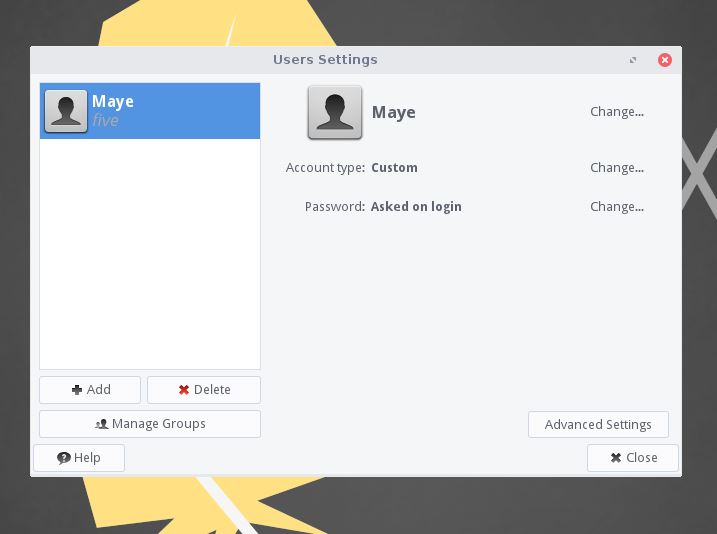 Users Settings
Maye
five
Maye
Change...
Account type: Custom
Change...
Password: Asked on login
Change...
Add
Delete
Manage Groups
Advanced Settings
Help
Close